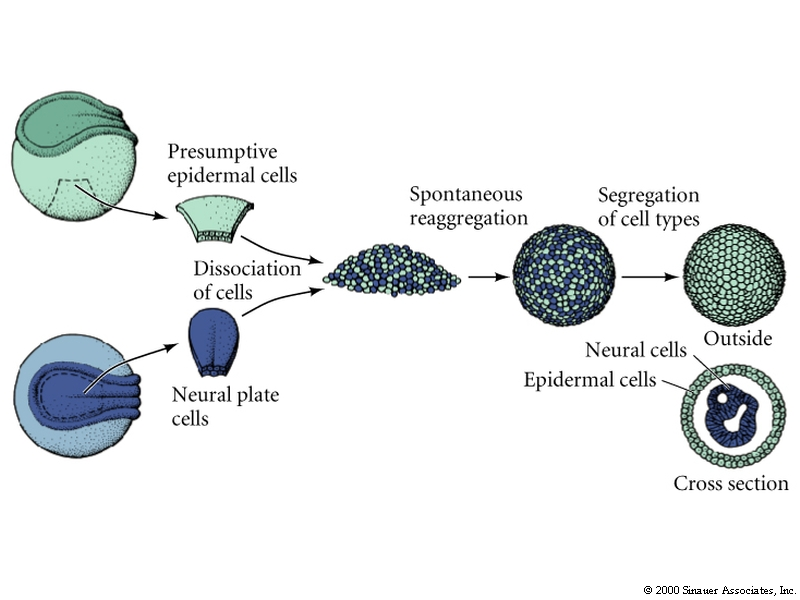 Presumptive
epidermal cells
Dissociation
of cells
Neural plate
cells
Spontaneous
reaggregation
Segregation
of cell types
Outside
Neural cells
Epidermal cells
Cross section
© 2000 Sinauer Associates, Inc.